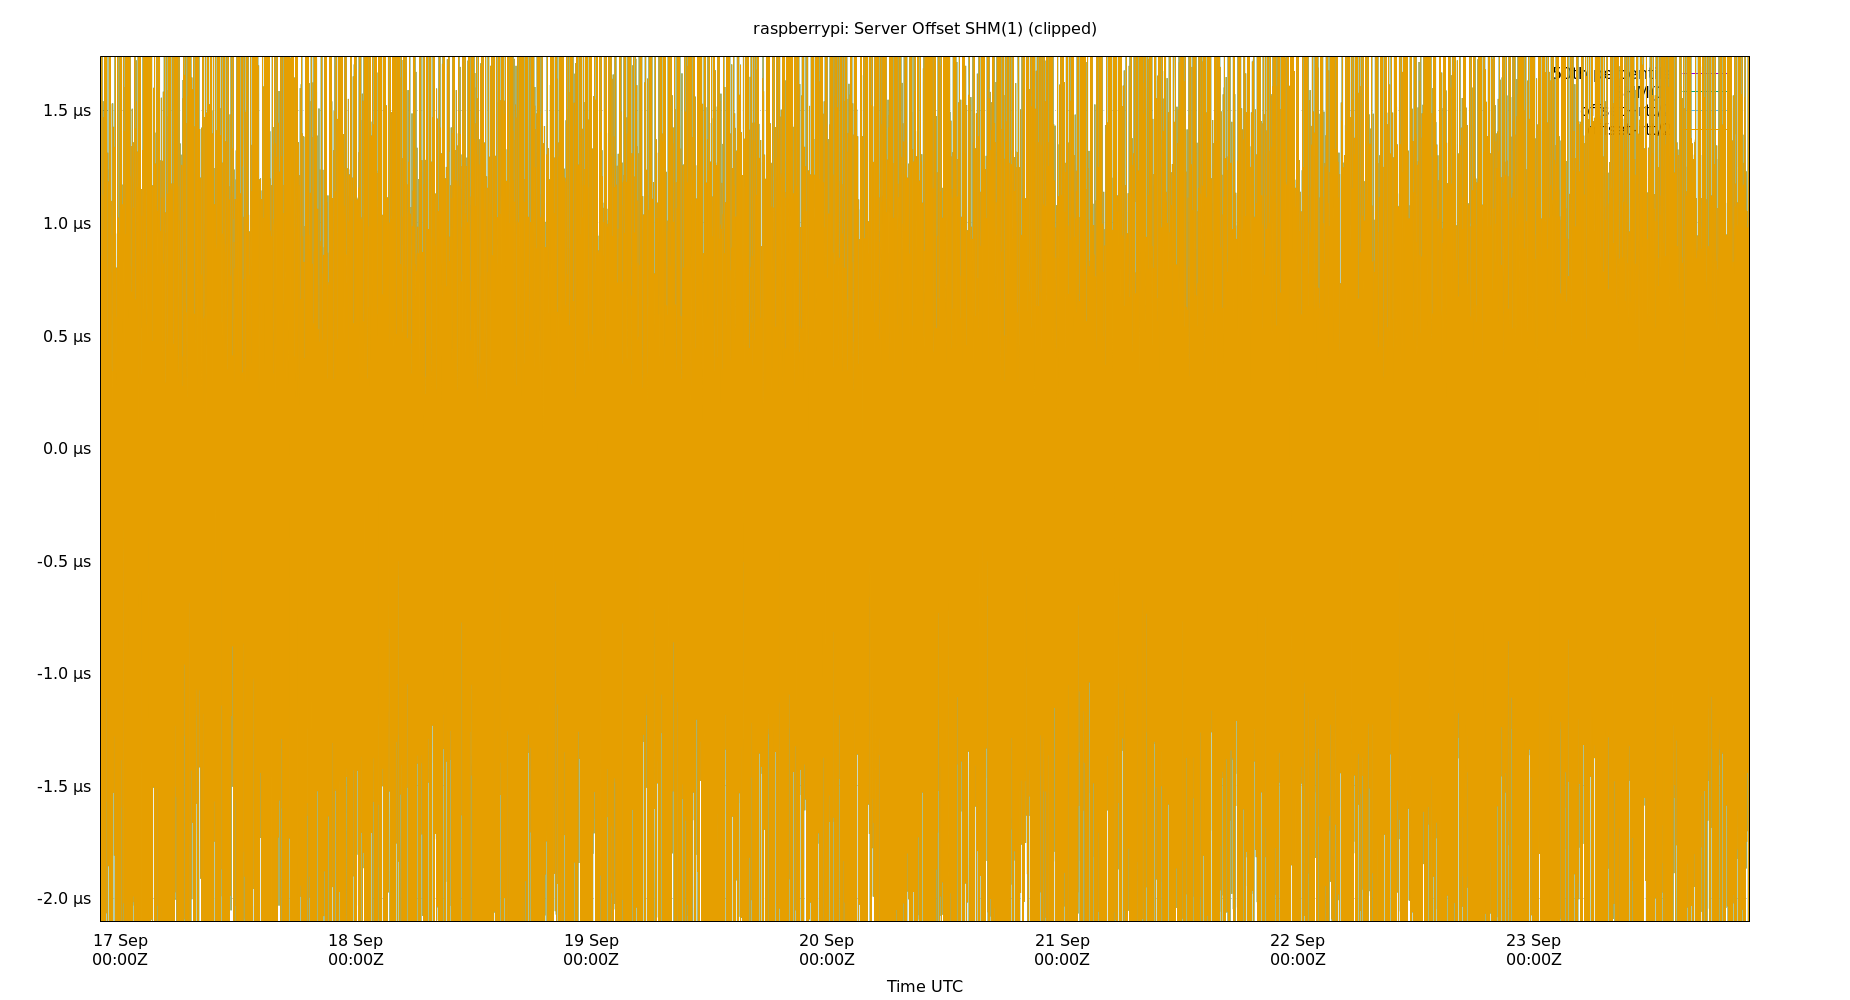 raspberrypi: Server Offset SHM(1) (clipped)
1.5 µs
1.0 µs
0.5 µs
0.0 µs
-0.5 µs
-1.0 µs
-1.5 µs
-2.0 µs
17 Sep 18 Sep 19 Sep 20 Sep 21 Sep 22 Sep 23 Sep
00:00Z 00:00Z 00:00Z 00:00Z 00:00Z 00:00Z 00:00Z
Time UTC